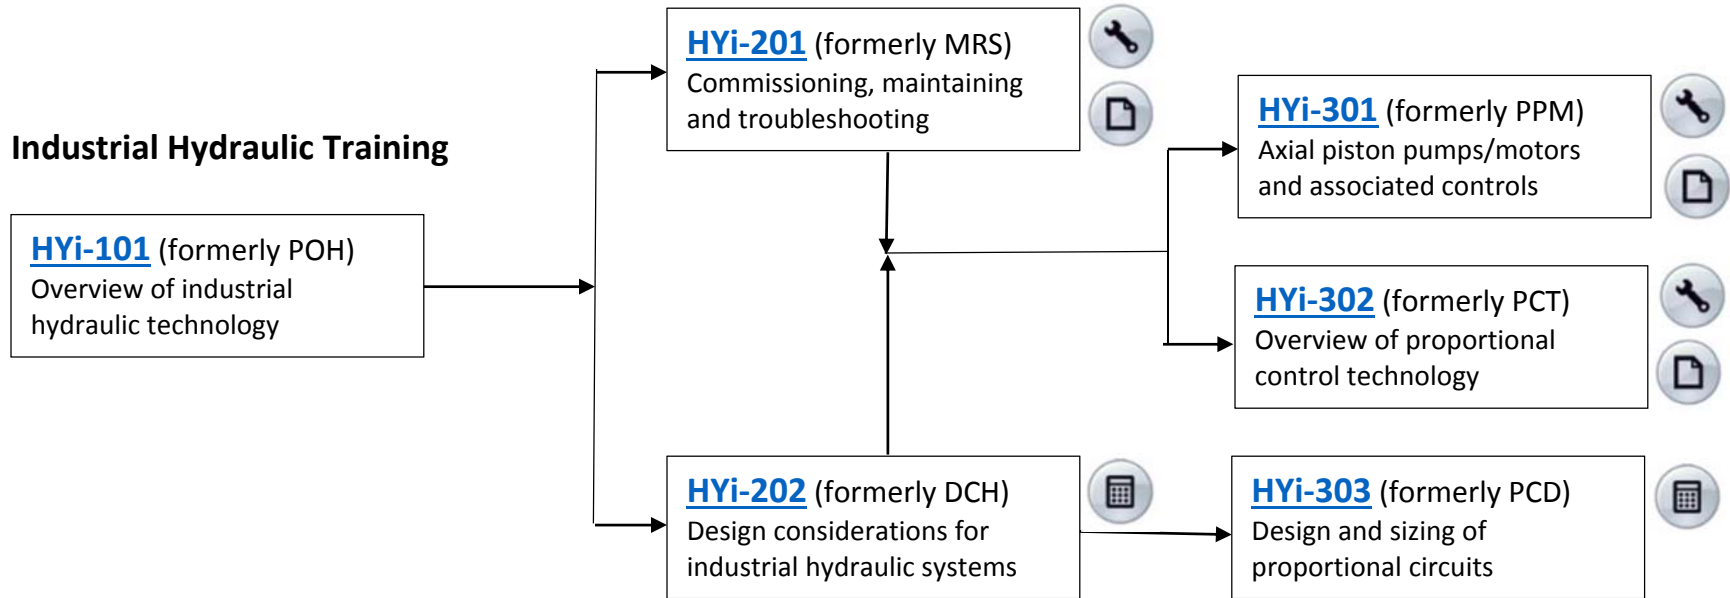 Industrial Hydraulic Training
HYi-101 (formerly POH)
Overview of industrial
hydraulic technology
HYi-201 (formerly MRS)
Commissioning, maintaining
and troubleshooting
HYi-202 (formerly DCH)
Design considerations for
industrial hydraulic systems
HYi-301 (formerly PPM)
Axial piston pumps/motors
and associated controls
HYi-302 (formerly PCT)
Overview of proportional
control technology
HYi-303 (formerly PCD)
Design and sizing of
proportional circuits